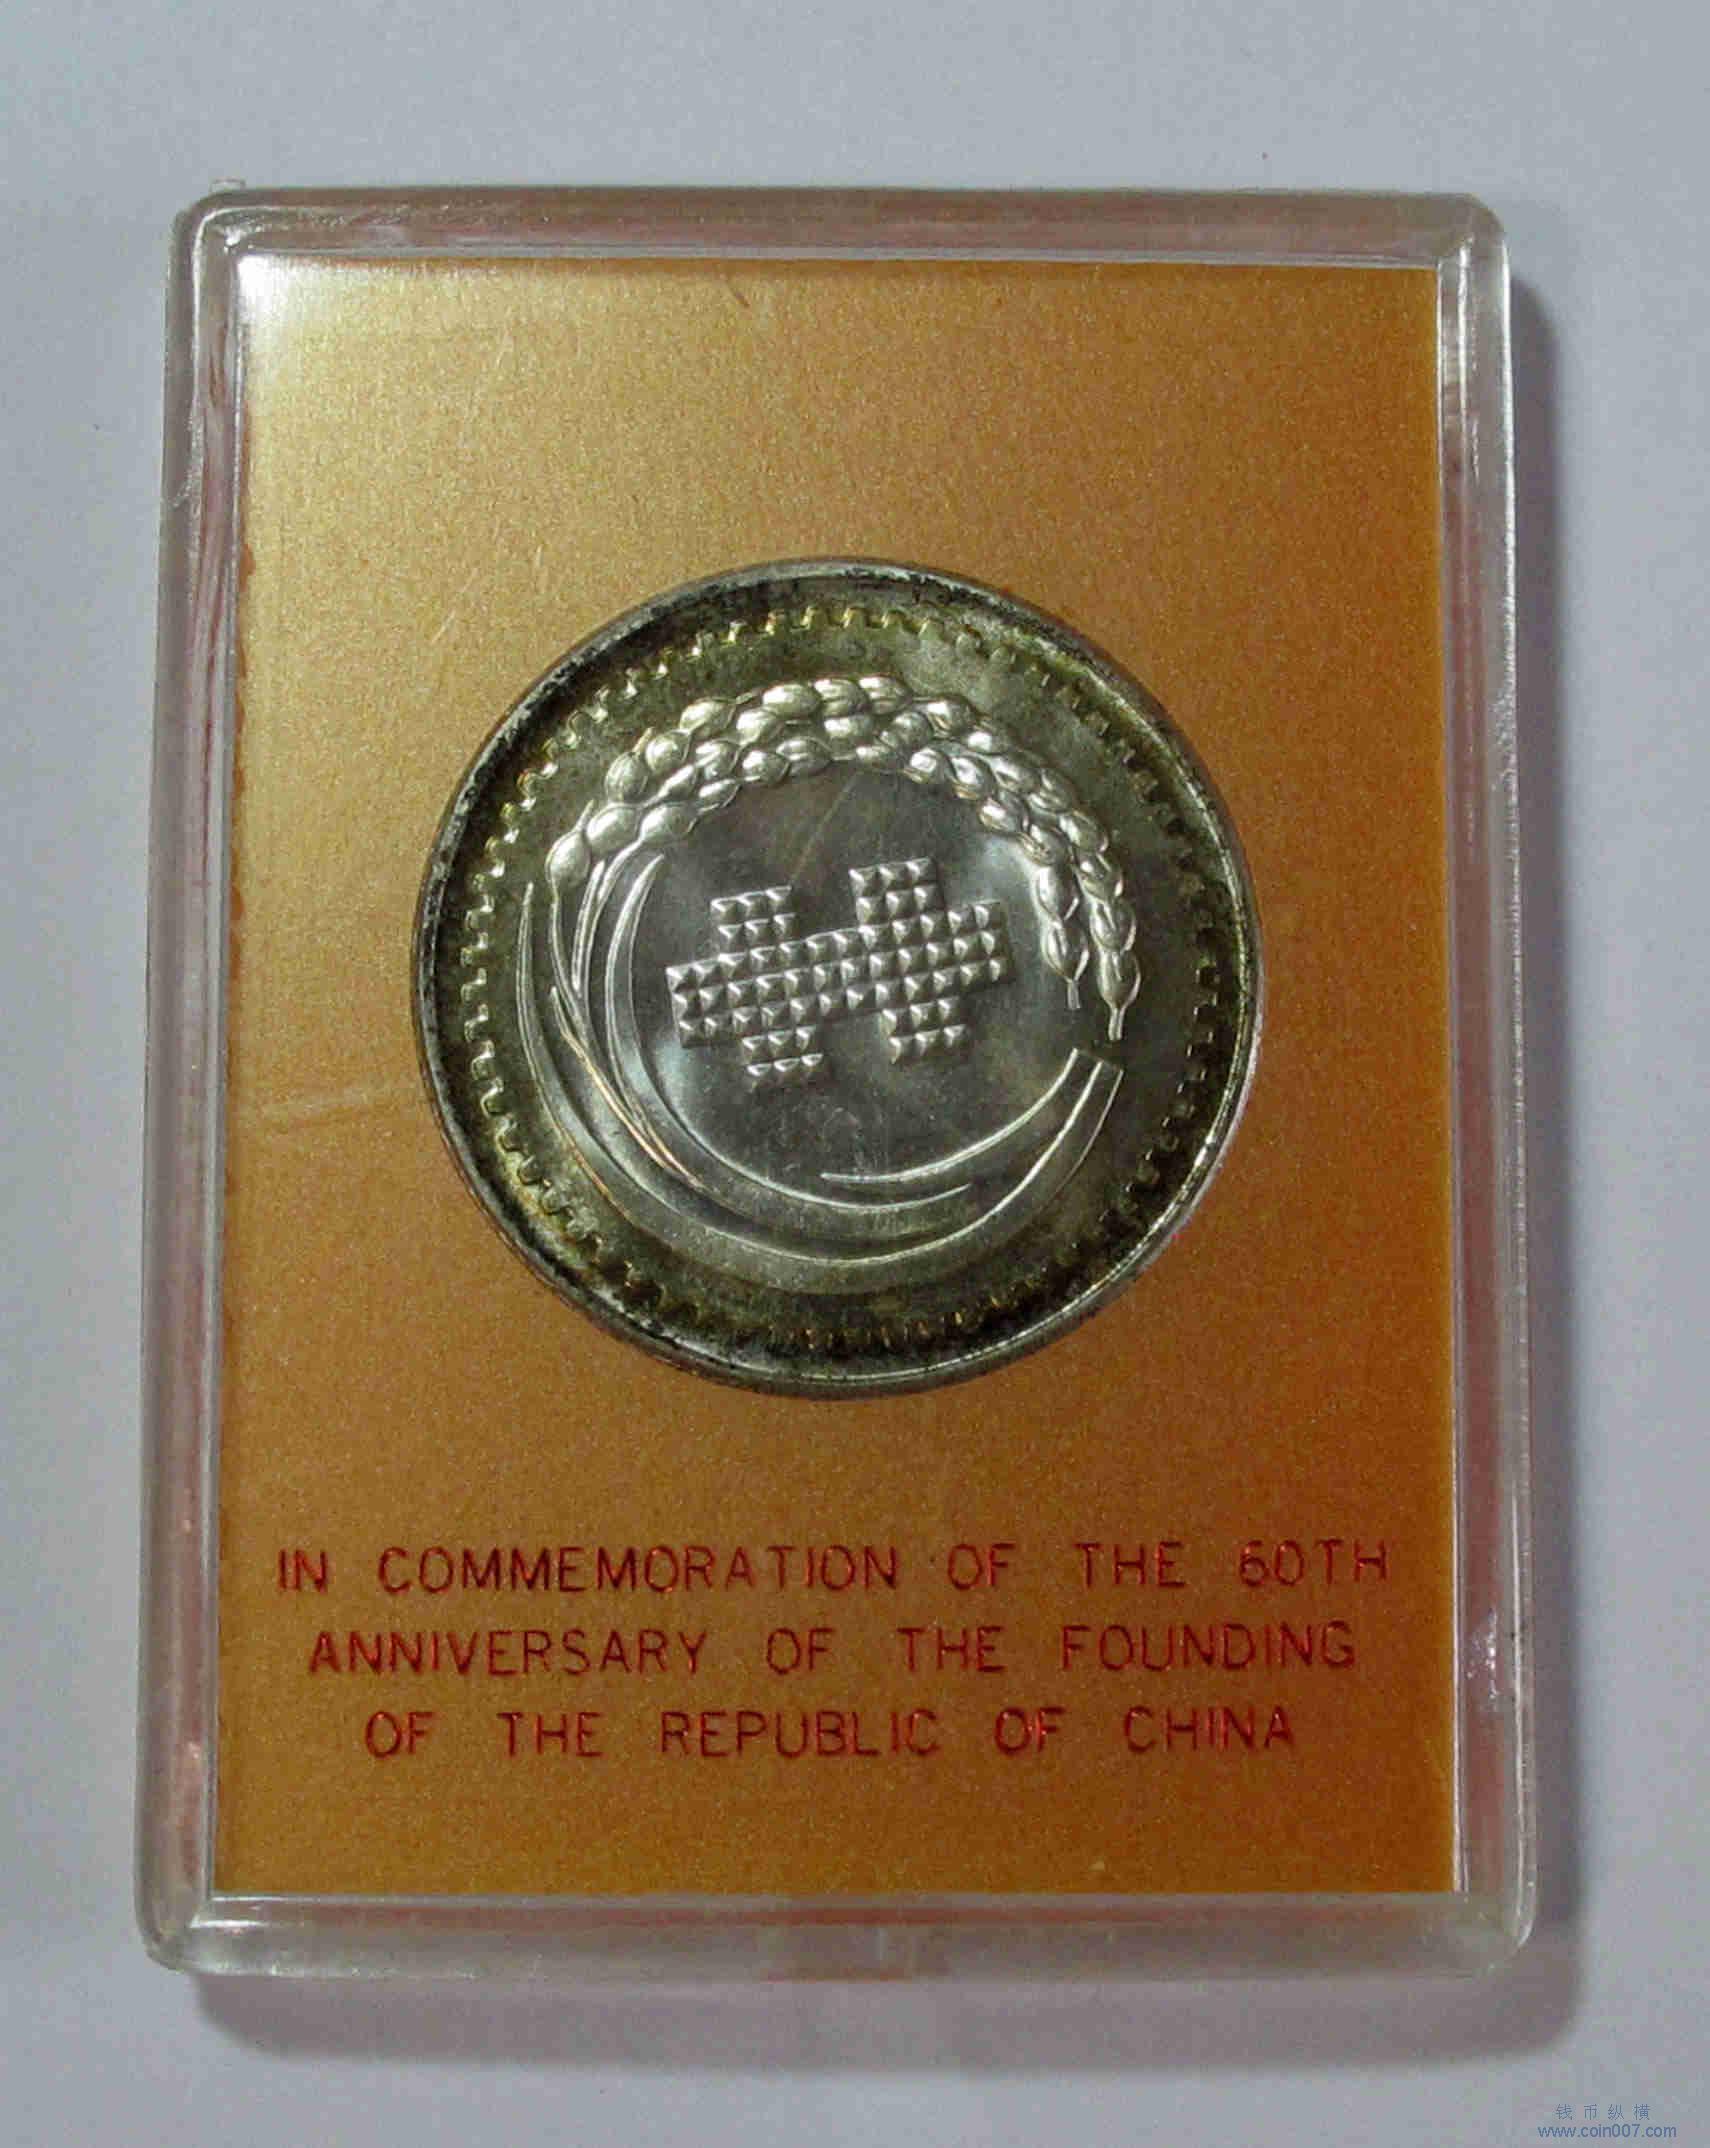 IN COMMEMORATION OF THE 60TH
ANNIVERSARY OF THE FOUNDING
OF THE REPUBLIC OF CHINA
钱币纵横
www.coin007.com